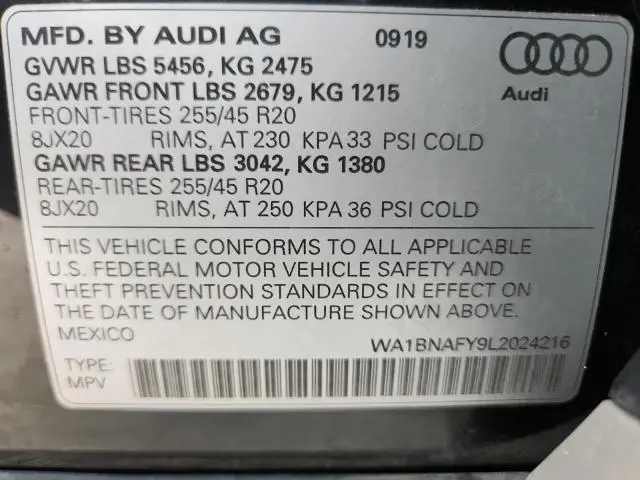 MFD. BY AUDI AG 0919
GVWR LBS 5456, KG 2475
GAWR FRONT LBS 2679, KG 1215
Audi
FRONT-TIRES 255/45 R20
8JX20 RIMS, AT 230 KPA 33 PSI COLD
GAWR REAR LBS 3042, KG 1380
REAR-TIRES 255/45 R20
8JX20 RIMS, AT 250 KPA 36 PSI COLD
THIS VEHICLE CONFORMS TO ALL APPLICABLE
U.S. FEDERAL MOTOR VEHICLE SAFETY AND
THEFT PREVENTION STANDARDS IN EFFECT ON
THE DATE OF MANUFACTURE SHOWN ABOVE.
MEXICO WA1BNAFY9L2024216
TYPE:
MPV